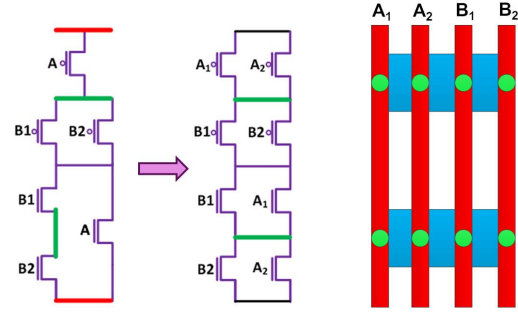 A
B1 B2
B1
A
B2
A₁ A₂
B1 B2
B1 A₁
B2 A₂
A₁ A₂ B₁ B₂